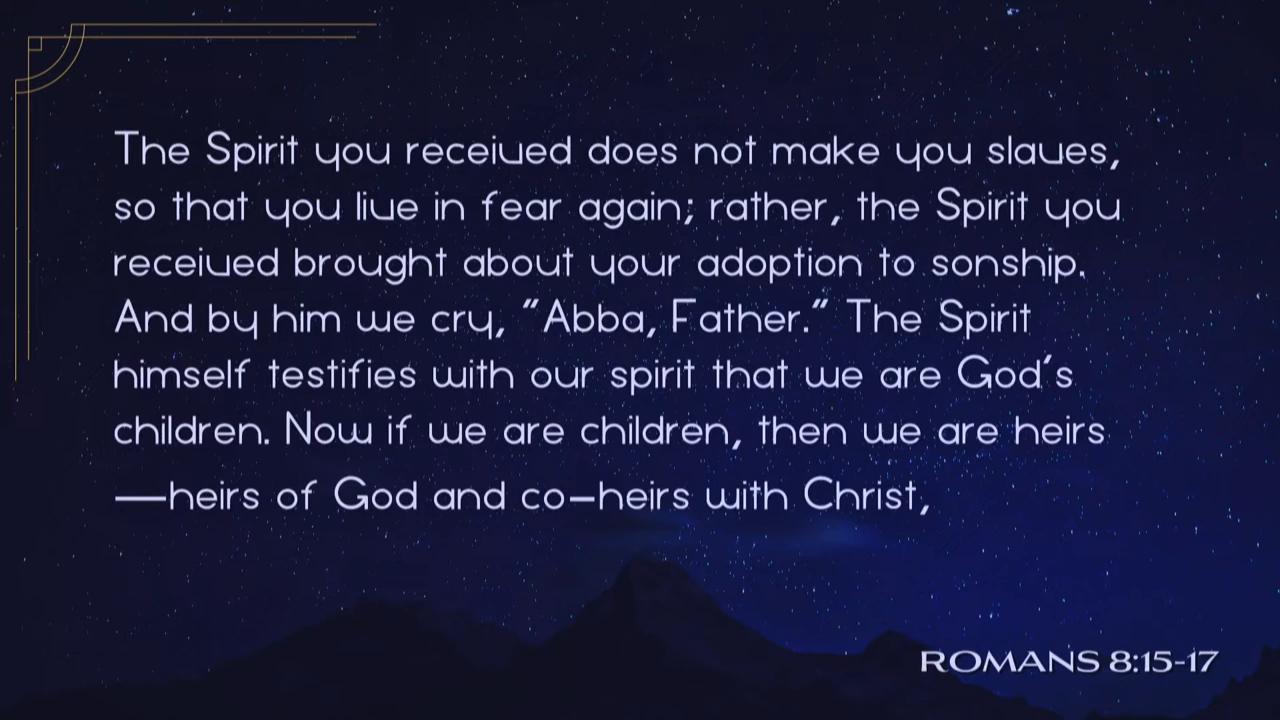 The Spirit you received does not make you slaves,
so that you live in fear again; rather, the Spirit you
received brought about your adoption to sonship.
And by him we cry, “Abba, Father.” The Spirit
himself testifies with our spirit that we are God’s
children. Now if we are children, then we are heirs
—heirs of God and co-heirs with Christ,
ROMANS 8:15-17